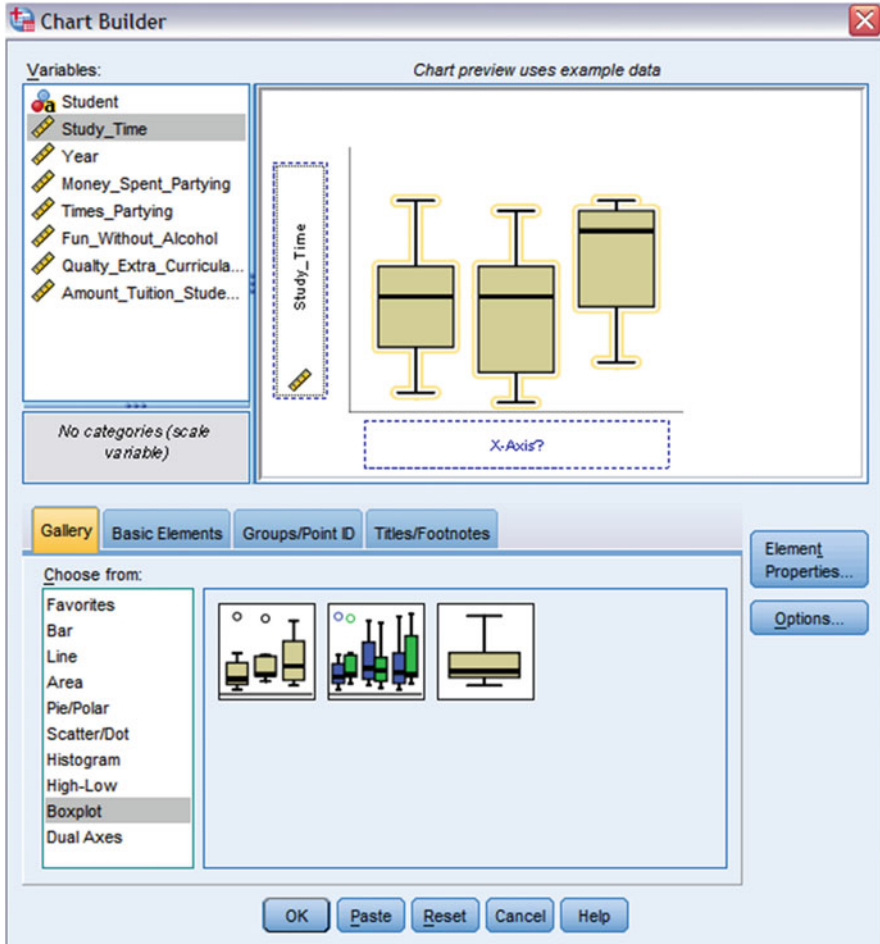 Chart Builder
Variables:
Chart preview uses example data
Student
Study_Time
Year
Money_Spent_Partying
Times_Partying
Fun_Without_Alcohol
Qualty_Extra_Curricula...
Amount_Tuition_Stude...
No categories (scale
variable)
Study_Time
X-Axis?
Gallery
Basic Elements
Groups/Point ID
Titles/Footnotes
Choose from:
Favorites
Bar
Line
Area
Pie/Polar
Scatter/Dot
Histogram
High-Low
Boxplot
Dual Axes
Element
Properties...
Options...
OK
Paste
Reset
Cancel
Help